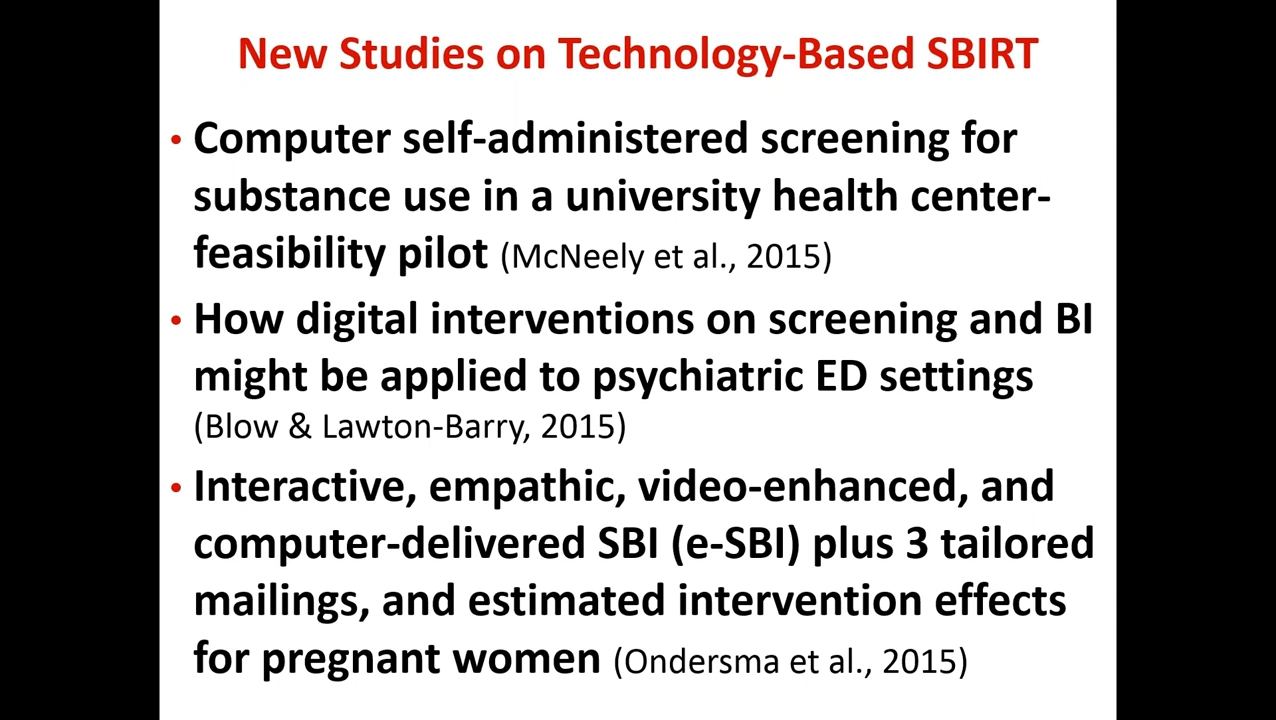 New Studies on Technology-Based SBIRT
• Computer self-administered screening for
substance use in a university health center-
feasibility pilot (McNeely et al., 2015)
• How digital interventions on screening and BI
might be applied to psychiatric ED settings
(Blow & Lawton-Barry, 2015)
• Interactive, empathic, video-enhanced, and
computer-delivered SBI (e-SBI) plus 3 tailored
mailings, and estimated intervention effects
for pregnant women (Ondersma et al., 2015)